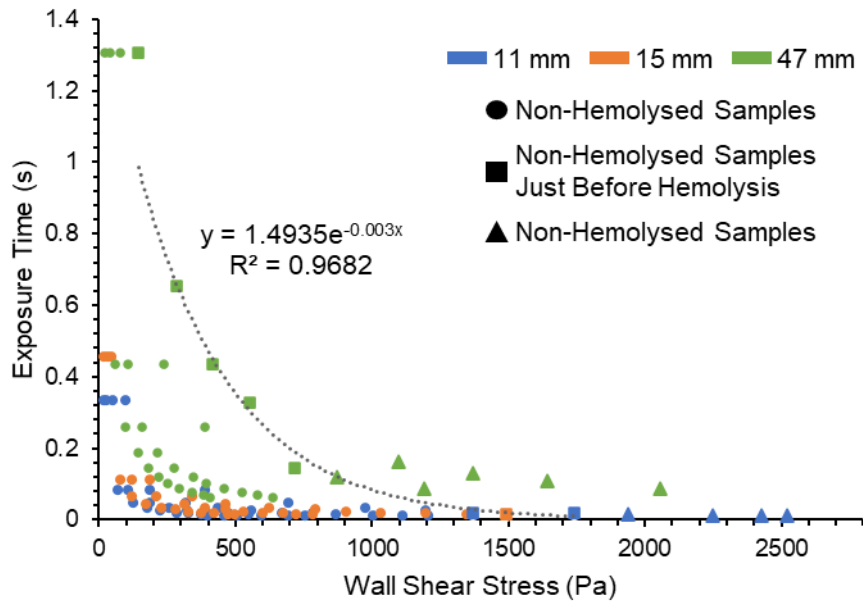 1.4
1.2
1
0.8
0.6
0.4
0.2
0
Exposure Time (s)
11 mm 15 mm 47 mm
Non-Hemolysed Samples
Non-Hemolysed Samples
Just Before Hemolysis
Non-Hemolysed Samples
y = 1.4935e^-0.003x
R² = 0.9682
0 500 1000 1500 2000 2500
Wall Shear Stress (Pa)